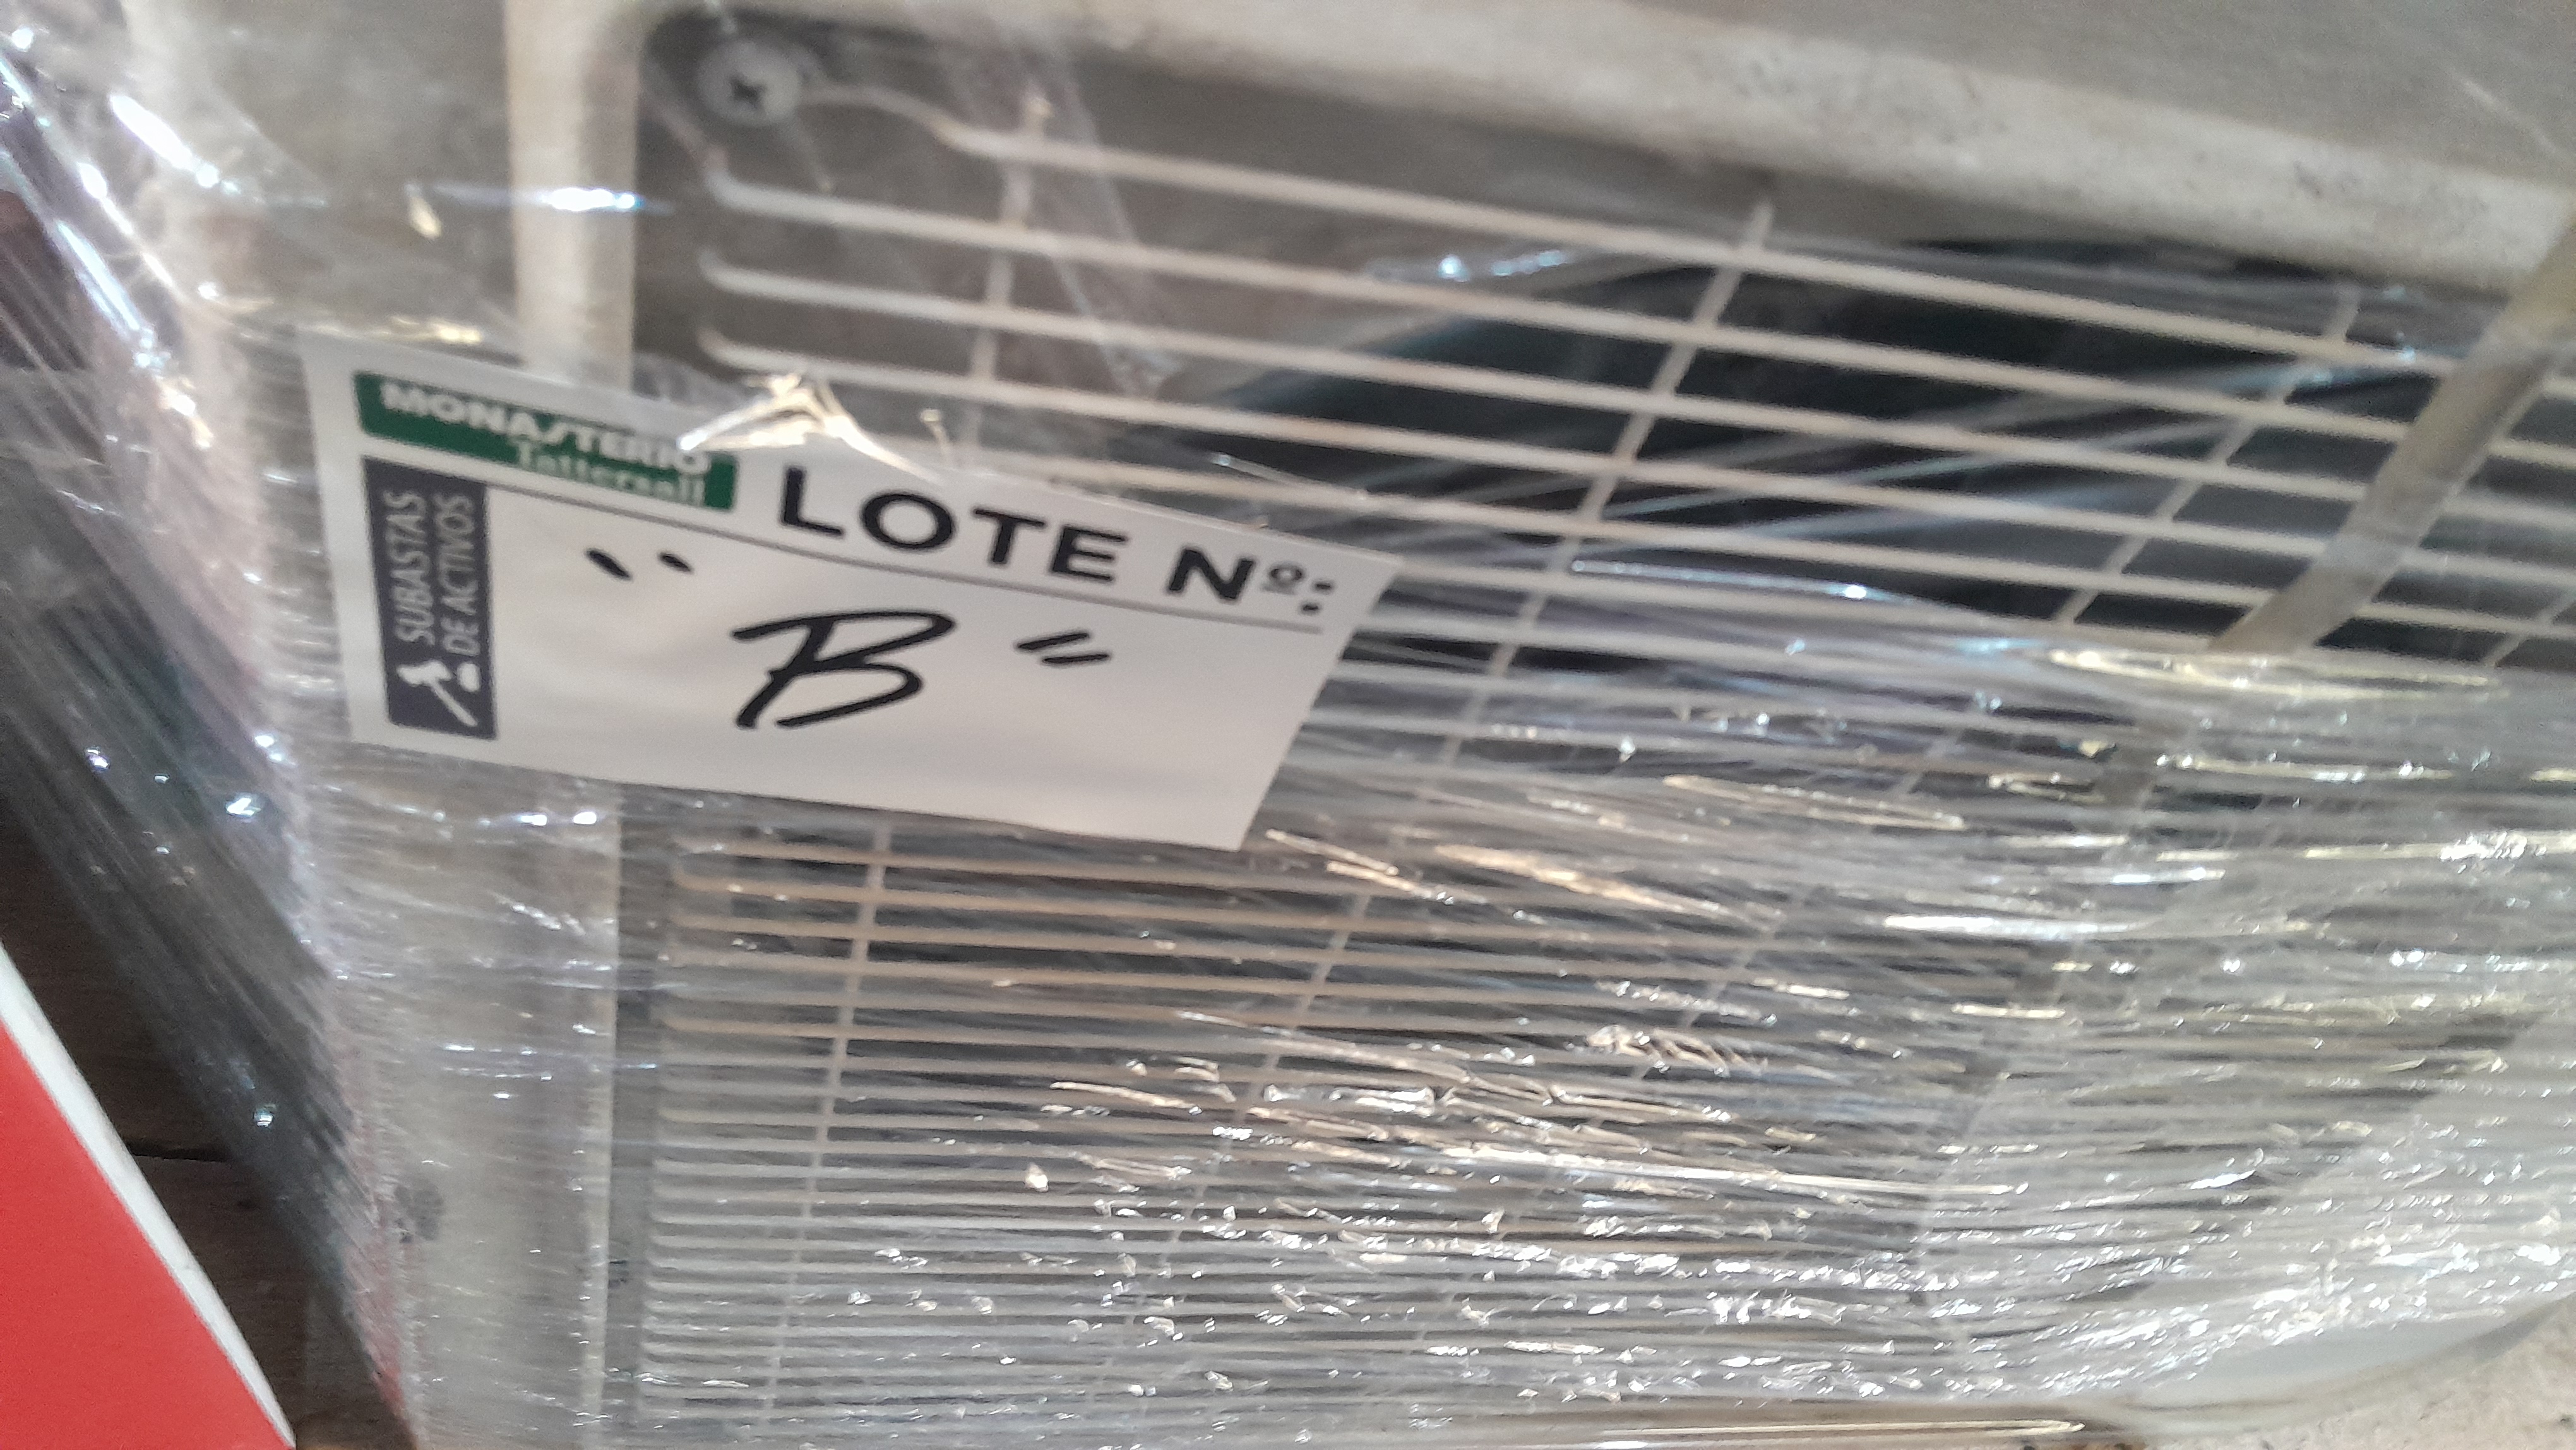 MONASTERIO
Tattersall
LOTE Nº:
SUBASTAS
DE ACTIVOS
"B"